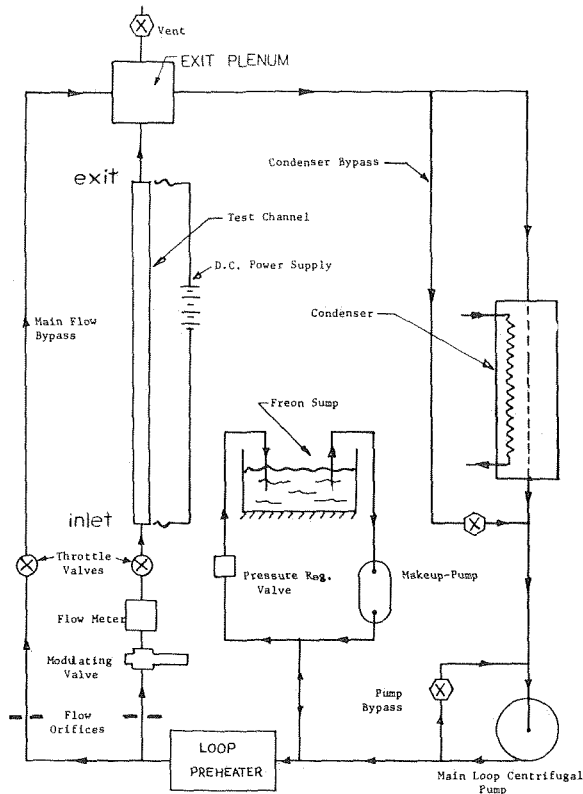 Vent
EXIT PLENUM
exit
Condenser Bypass
Test Channel
D.C. Power Supply
Main Flow
Bypass
Condenser
Freon Sump
inlet
Throttle
Valves
Pressure Reg.
Valve
Makeup-Pump
Flow Meter
Modulating
Valve
Pump
Bypass
Flow
Orifices
LOOP
PREHEATER
Main Loop Centrifugal
Pump